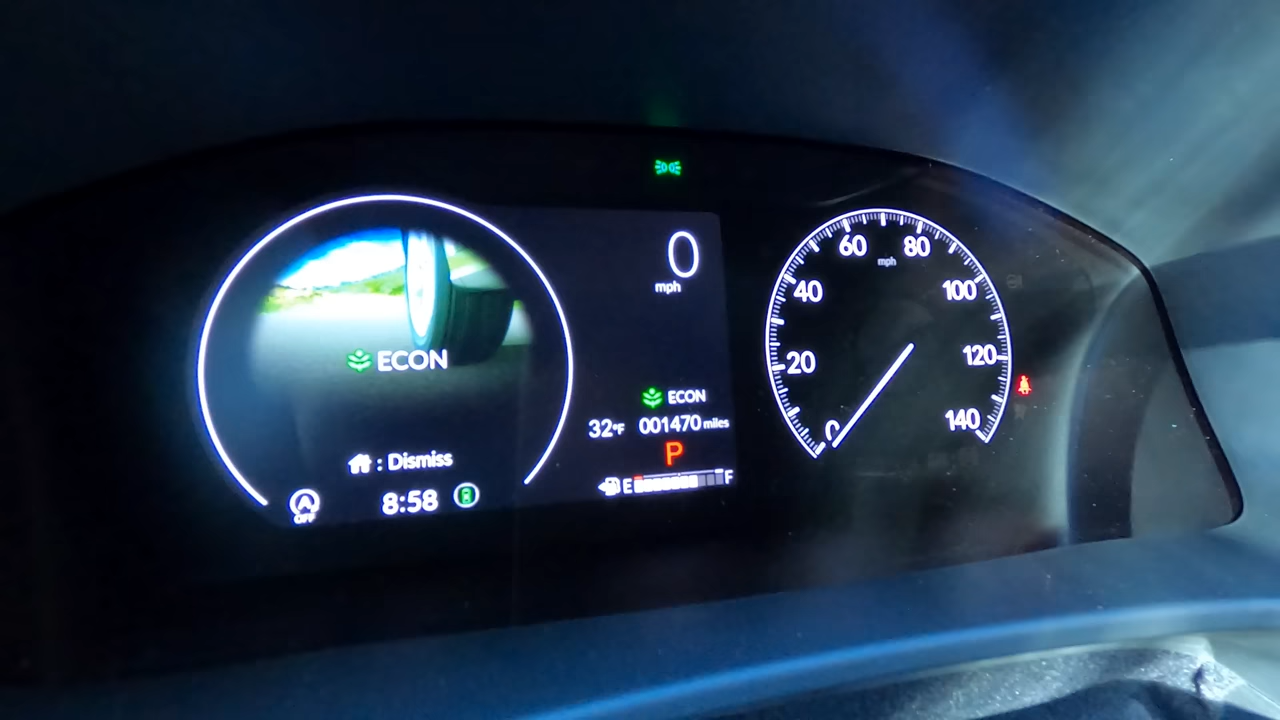 ECON
: Dismiss
OFF
8:58
0
mph
ECON
32°F 001470 miles
P
E F
0
20
40
60
80
100
120
140
mph